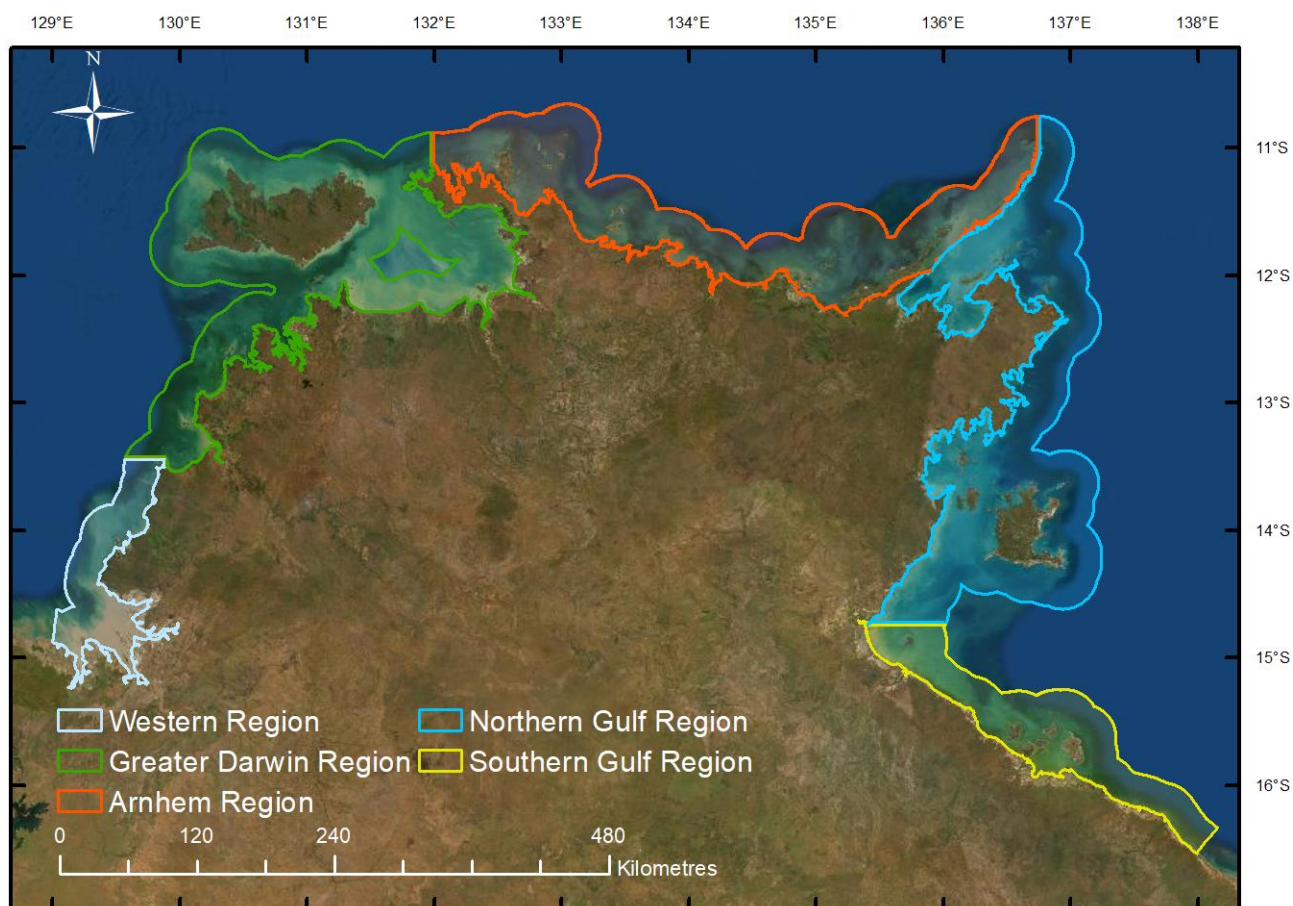 129°E 130°E 131°E 132°E 133°E 134°E 135°E 136°E 137°E 138°E
N
11°S
12°S
13°S
14°S
15°S
16°S
Western Region Northern Gulf Region
Greater Darwin Region Southern Gulf Region
Arnhem Region
0 120 240 480
Kilometres